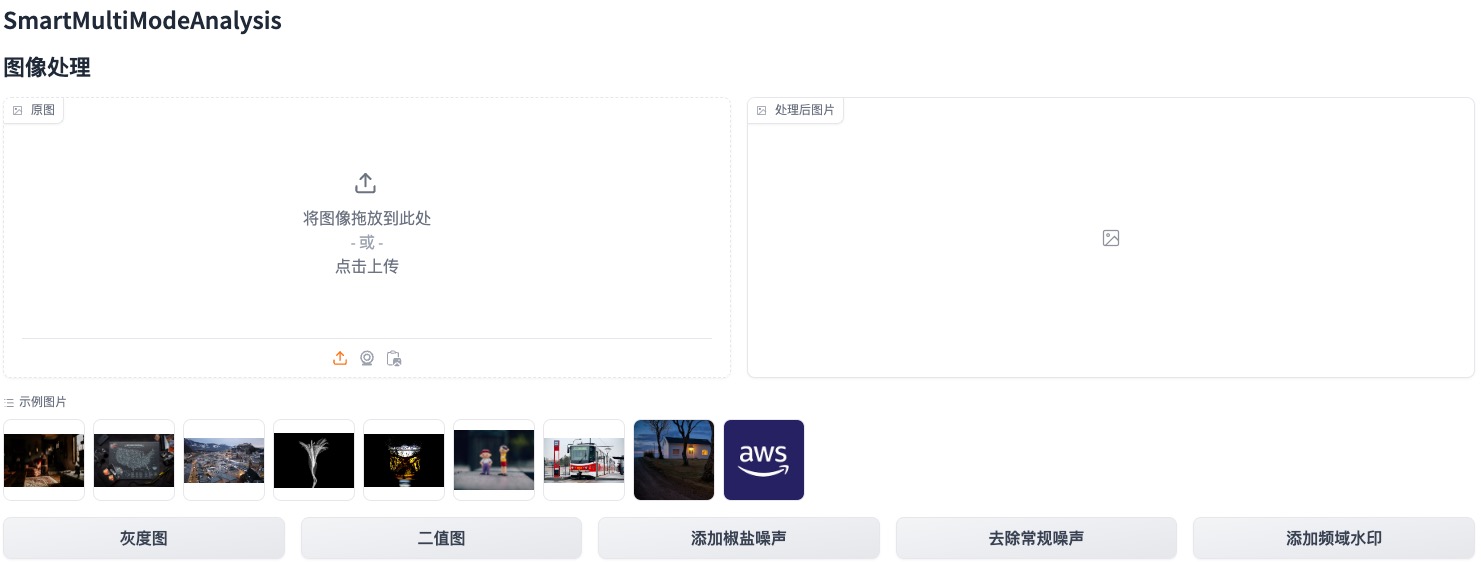 SmartMultiModeAnalysis
图像处理
原图
处理后图片
将图像拖放到此处
- 或 -
点击上传
示例图片
aws
灰度图
二值图
添加椒盐噪声
去除常规噪声
添加频域水印